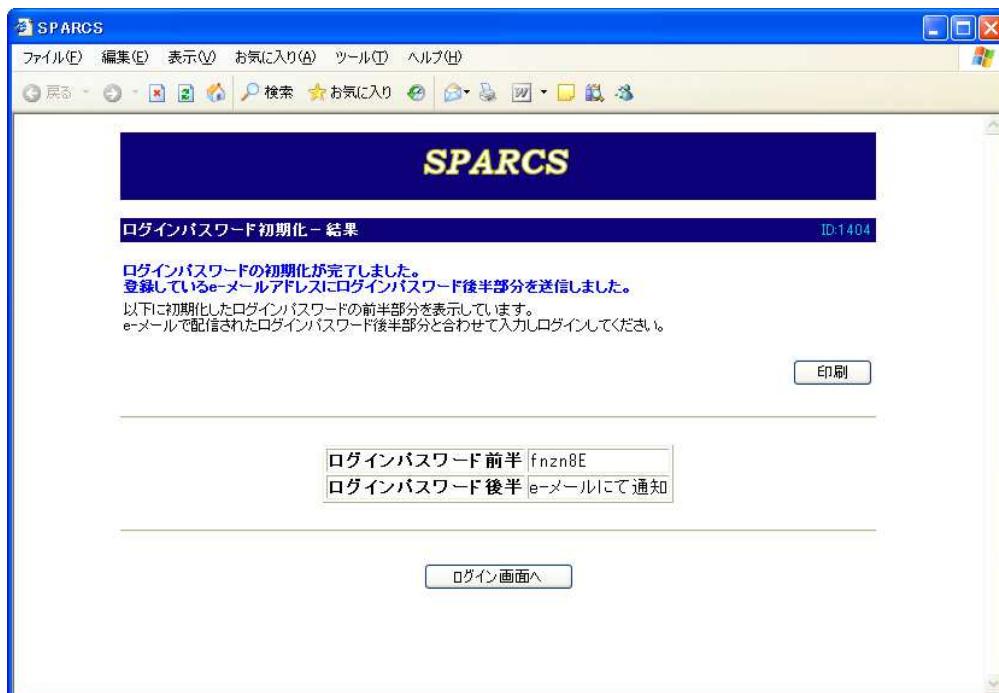 SPARCS
ファイル(F) 編集(E) 表示(V) お気に入り(A) ツール(T) ヘルプ(H)
戻る 検索 お気に入り
SPARCS
ログインパスワード初期化－結果 ID:1404
ログインパスワードの初期化が完了しました。
登録しているe-メールアドレスにログインパスワード後半部分を送信しました。
以下に初期化したログインパスワードの前半部分を表示しています。
e-メールで配信されたログインパスワード後半部分と合わせて入力しログインしてください。
印刷
ログインパスワード前半 fnzn8E
ログインパスワード後半 e-メールにて通知
ログイン画面へ